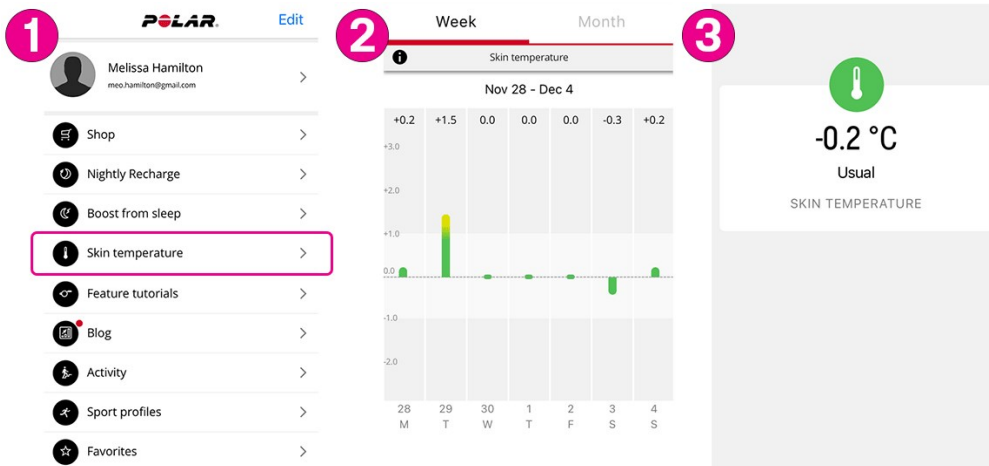 1
POLAR.
Edit
Melissa Hamilton
meo.hamilton@gmail.com
Shop
Nightly Recharge
Boost from sleep
Skin temperature
Feature tutorials
Blog
Activity
Sport profiles
Favorites
2
Week Month
i Skin temperature
Nov 28 - Dec 4
+0.2 +1.5 0.0 0.0 0.0 -0.3 +0.2
+3.0
+2.0
+1.0
0.0
-1.0
-2.0
28 29 30 1 2 3 4
M T W T F S S
3
-0.2 °C
Usual
SKIN TEMPERATURE